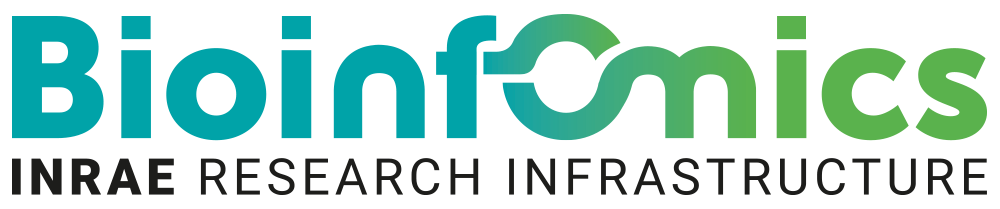 Bioinfomics
INRAE RESEARCH INFRASTRUCTURE